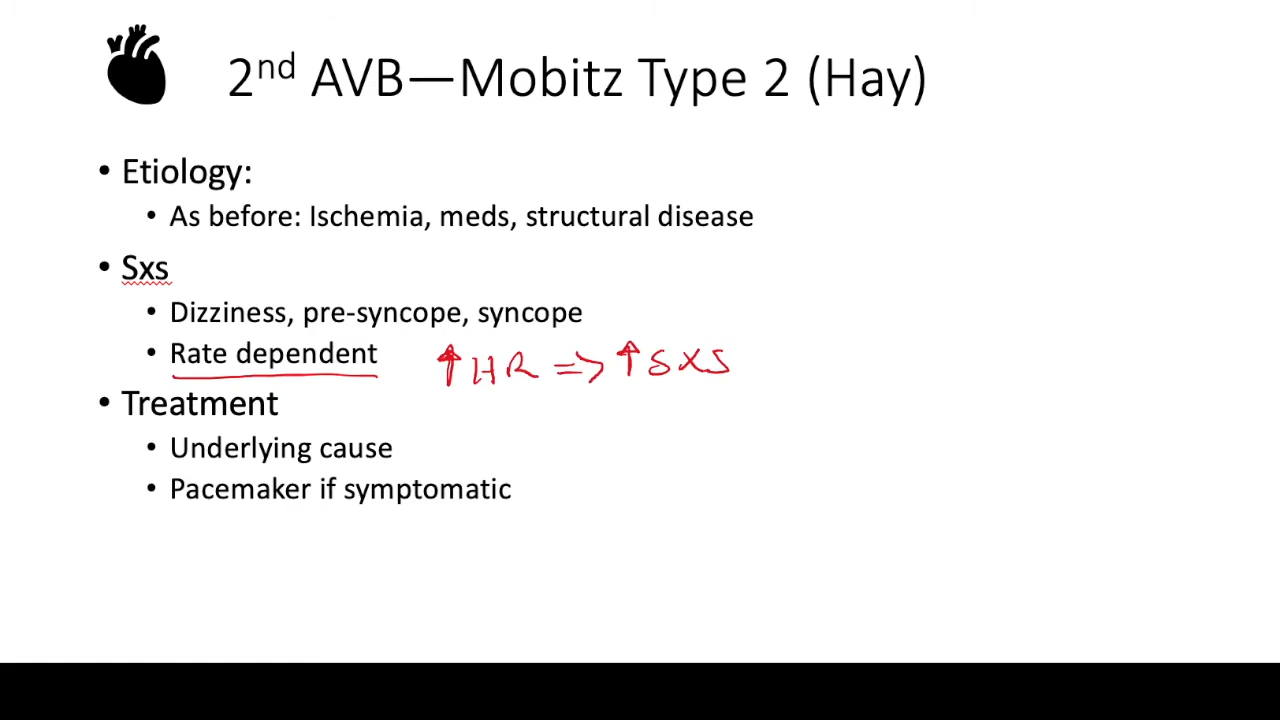 2nd AVB—Mobitz Type 2 (Hay)
• Etiology:
• As before: Ischemia, meds, structural disease
• Sxs
• Dizziness, pre-syncope, syncope
• Rate dependent ↑ HR => ↑ SXS
• Treatment
• Underlying cause
• Pacemaker if symptomatic